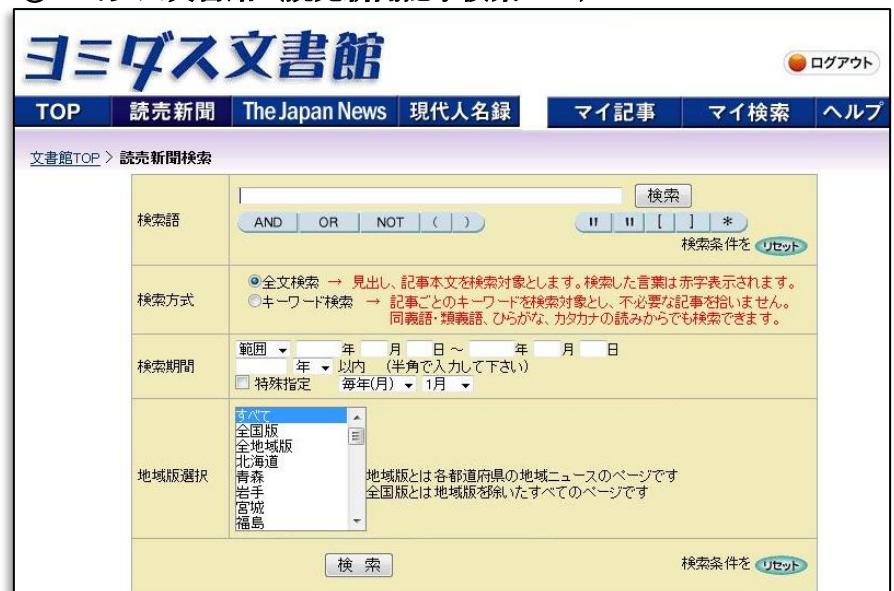 ヨミダス文書館
ログアウト
TOP 読売新聞 The Japan News 現代人名録 マイ記事 マイ検索 ヘルプ
文書館TOP > 読売新聞検索
検索語 検索
AND OR NOT ( ) " " [ ] *
検索条件を リセット
検索方式
全文検索 → 見出し、記事本文を検索対象とします。検索した言葉は赤字表示されます。
キーワード検索 → 記事ごとのキーワードを検索対象とし、不必要な記事を拾いません。
同義語・類義語、ひらがな、カタカナの読みからでも検索できます。
検索期間
範囲 年 月 日 ~ 年 月 日
年 以内 (半角で入力して下さい)
特殊指定 毎年(月) 1月
地域版選択
すべて
全国版
全地域版
北海道
青森
岩手
宮城
福島
地域版とは各都道府県の地域ニュースのページです
全国版とは地域版を除いたすべてのページです
検 索 検索条件を リセット